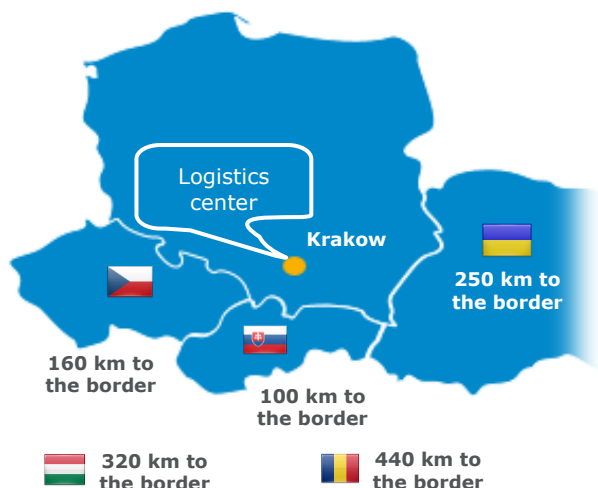 Logistics
center
Krakow
250 km to
the border
160 km to
the border
100 km to
the border
320 km to
the border
440 km to
the border